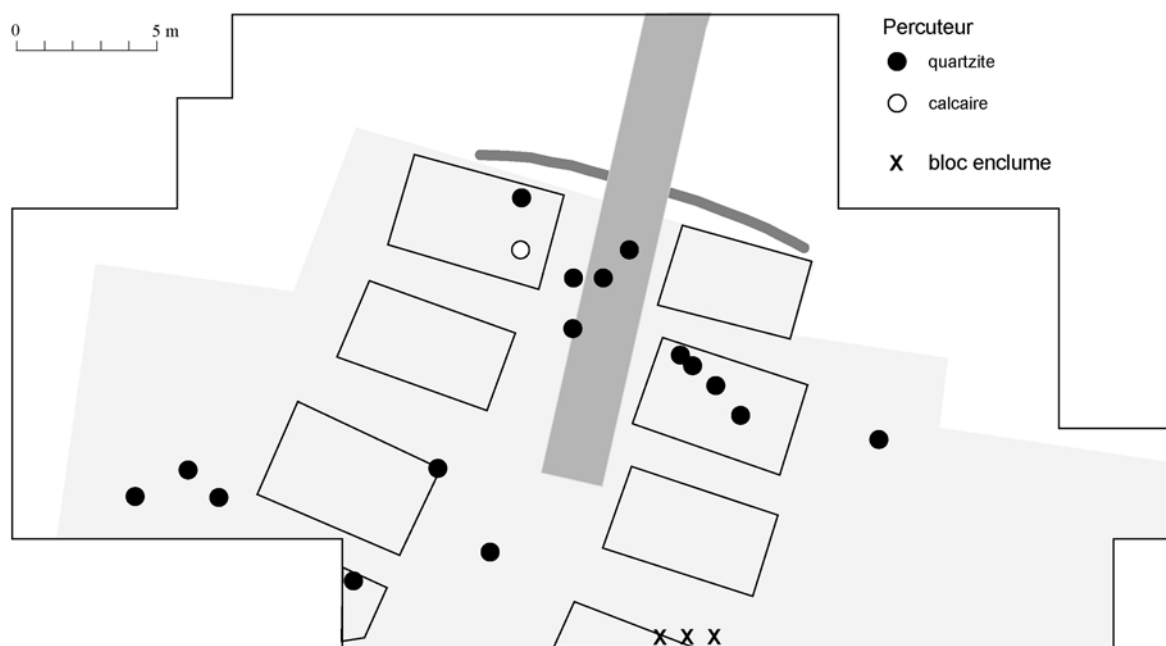 0 5 m
Percuteur
quartzite
calcaire
X bloc enclume
X X X